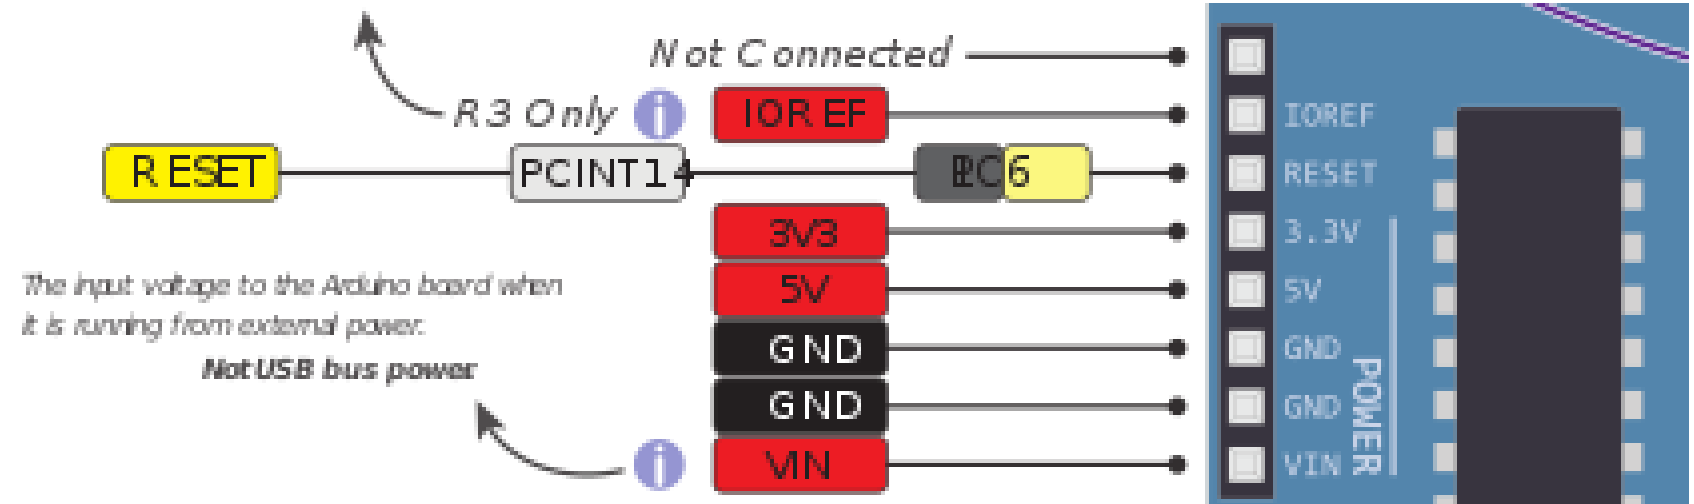 Not Connected
R3 Only
i
IOREF
IOREF
RESET
PCINT14
PC6
RESET
3V3
3.3V
5V
5V
The input voltage to the Arduino board when
it is running from external power.
Not USB bus power
GND
GND
GND
GND
i
VIN
VIN
POWER